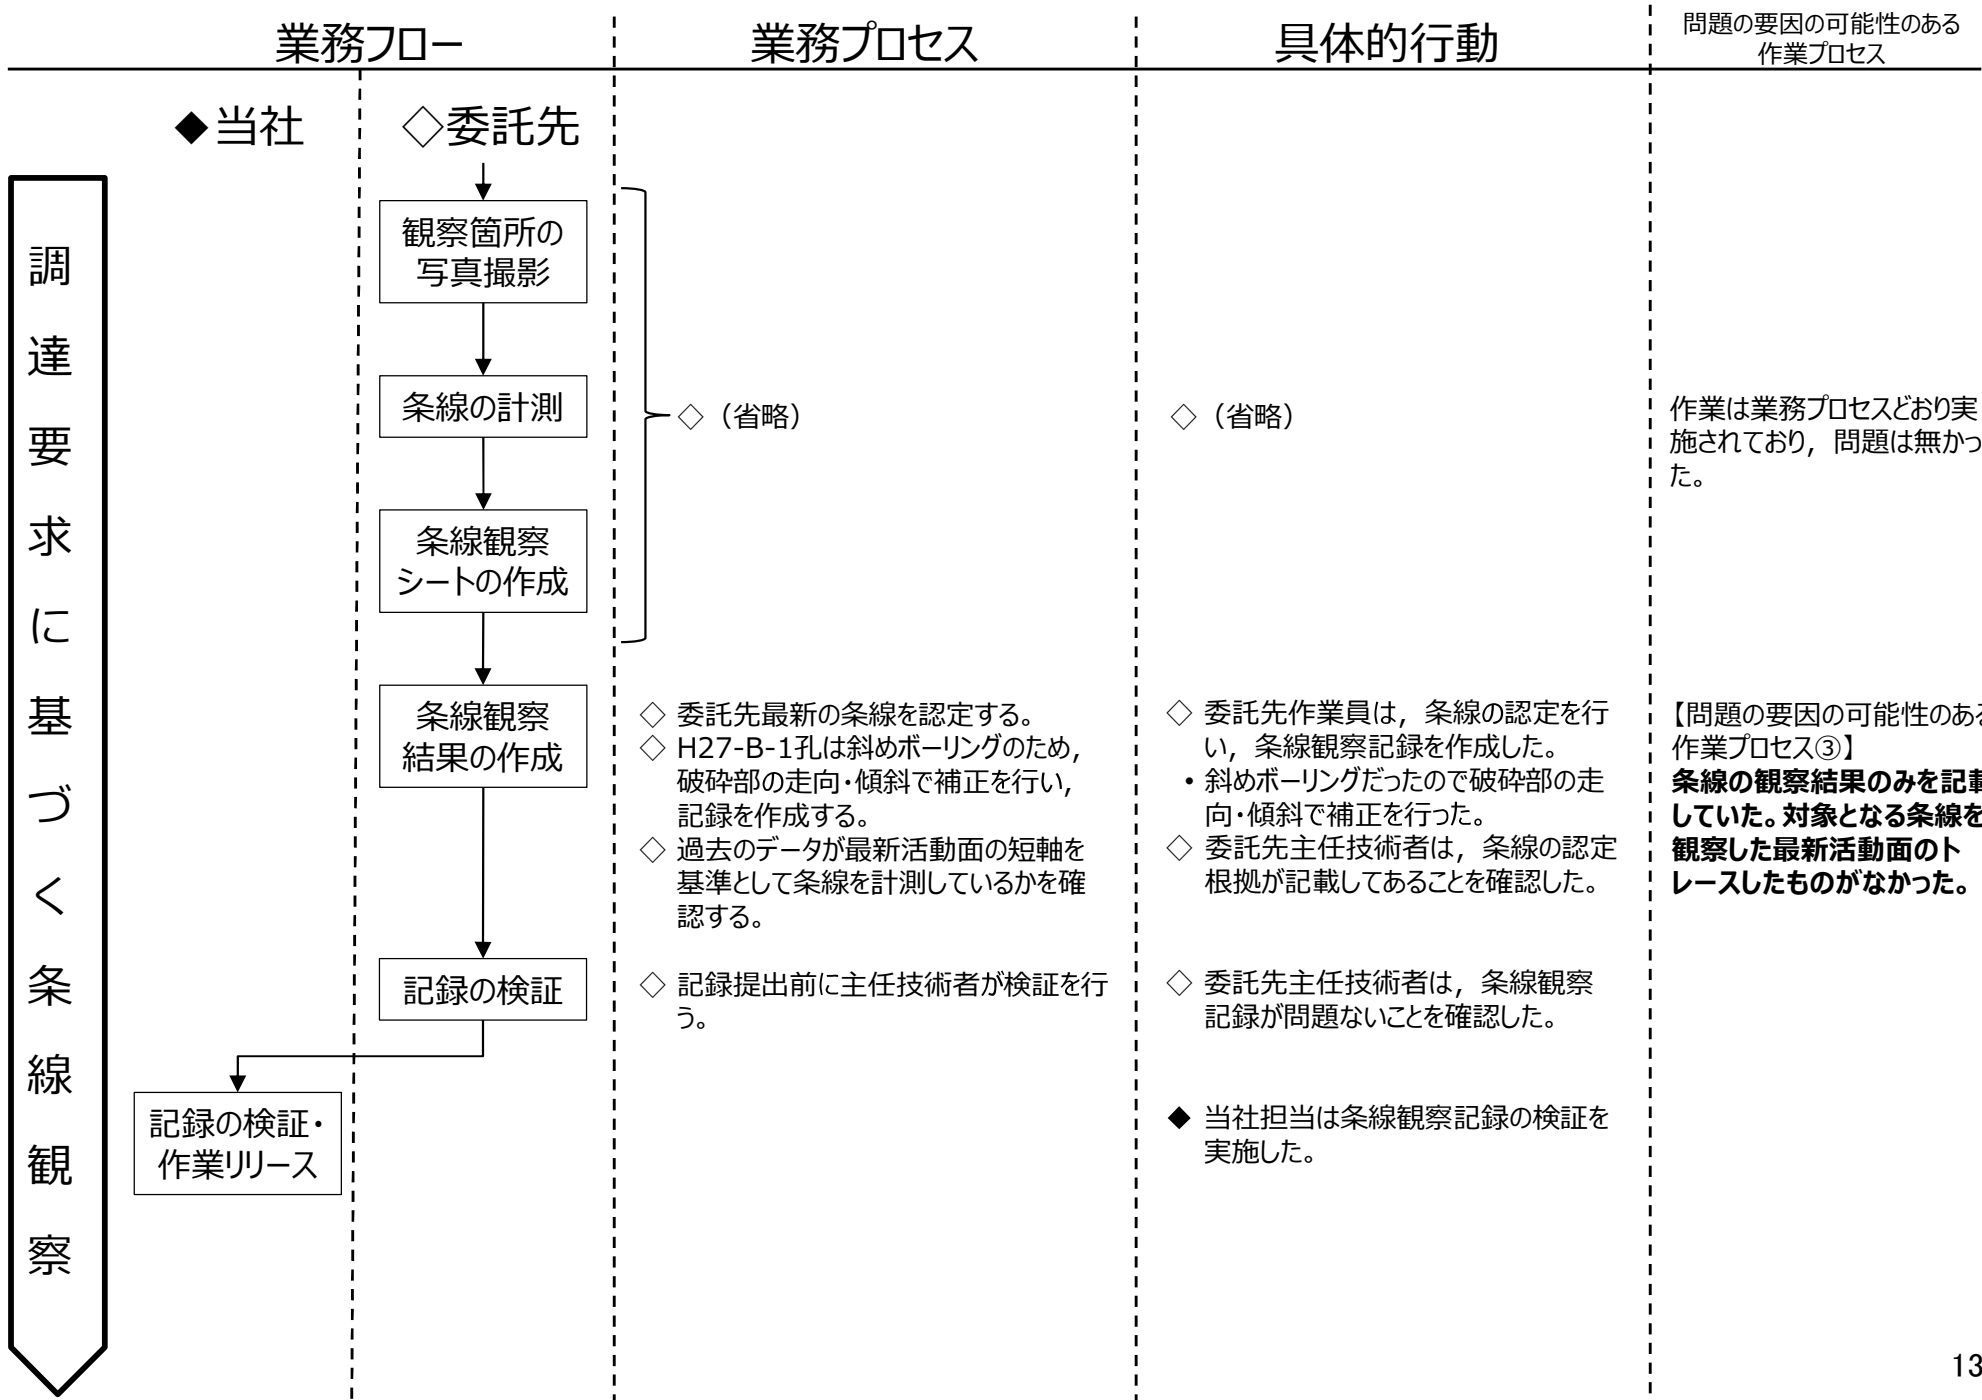 業務フロー
業務プロセス
具体的行動
問題の要因の可能性のある
作業プロセス
◆当社
◇委託先
調達要求に基づく条線観察
観察箇所の
写真撮影
条線の計測
条線観察
シートの作成
◇（省略）
◇（省略）
作業は業務プロセスどおり実
施されており，問題は無かっ
た。
条線観察
結果の作成
◇ 委託先最新の条線を認定する。
◇ H27-B-1孔は斜めボーリングのため，
破砕部の走向・傾斜で補正を行い，
記録を作成する。
◇ 過去のデータが最新活動面の短軸を
基準として条線を計測しているかを確
認する。
◇ 委託先作業員は，条線の認定を行
い，条線観察記録を作成した。
• 斜めボーリングだったので破砕部の走
向・傾斜で補正を行った。
◇ 委託先主任技術者は，条線の認定
根拠が記載してあることを確認した。
【問題の要因の可能性のある
作業プロセス③】
条線の観察結果のみを記載
していた。対象となる条線を
観察した最新活動面のト
レースしたものがなかった。
記録の検証
◇ 記録提出前に主任技術者が検証を行
う。
◇ 委託先主任技術者は，条線観察
記録が問題ないことを確認した。
記録の検証・
作業リリース
◆ 当社担当は条線観察記録の検証を
実施した。
13